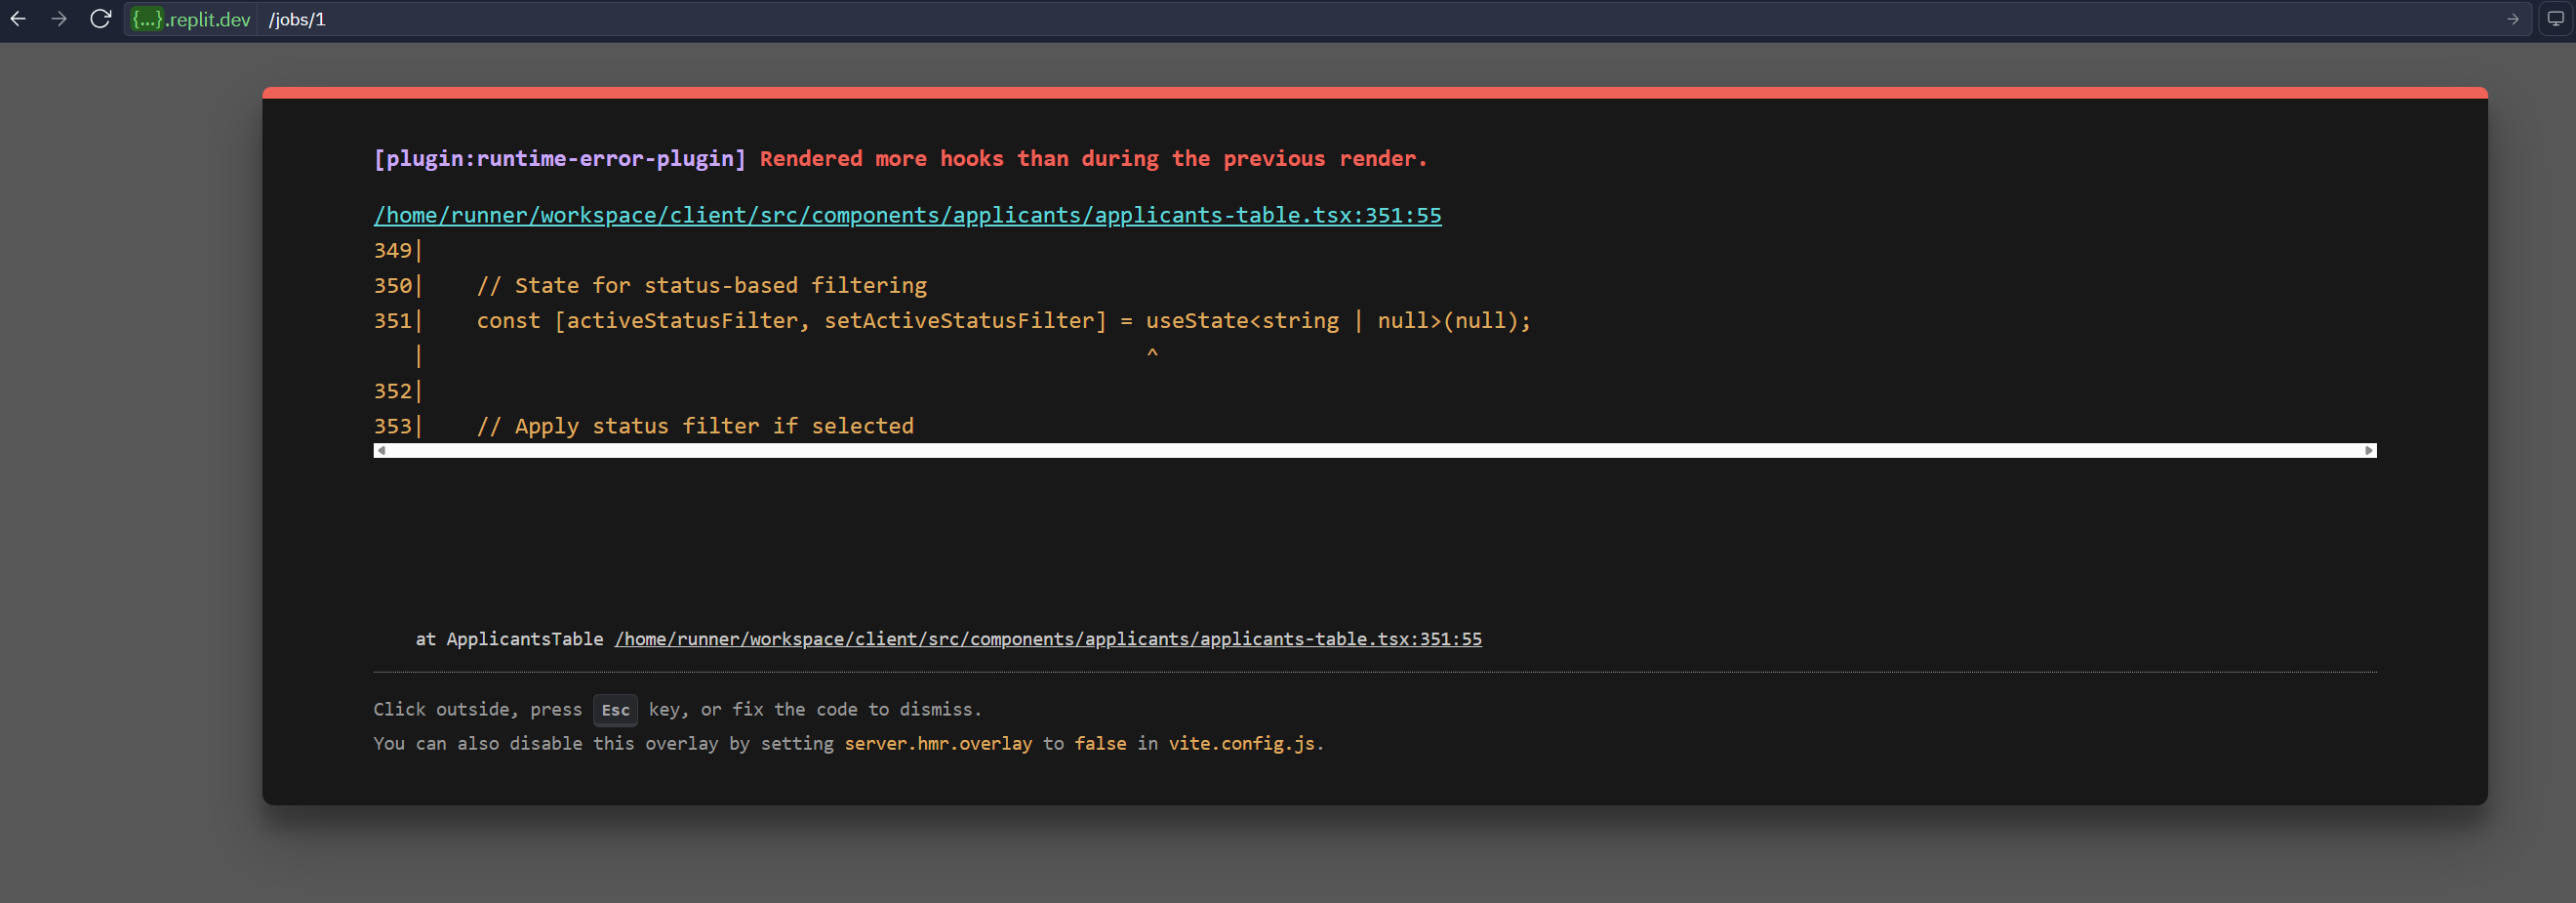 {...}.replit.dev /jobs/1
[plugin:runtime-error-plugin] Rendered more hooks than during the previous render.
/home/runner/workspace/client/src/components/applicants/applicants-table.tsx:351:55
349|
350|    // State for status-based filtering
351|    const [activeStatusFilter, setActiveStatusFilter] = useState<string | null>(null);
   |                                                        ^
352|
353|    // Apply status filter if selected
at ApplicantsTable /home/runner/workspace/client/src/components/applicants/applicants-table.tsx:351:55
Click outside, press Esc key, or fix the code to dismiss.
You can also disable this overlay by setting server.hmr.overlay to false in vite.config.js.